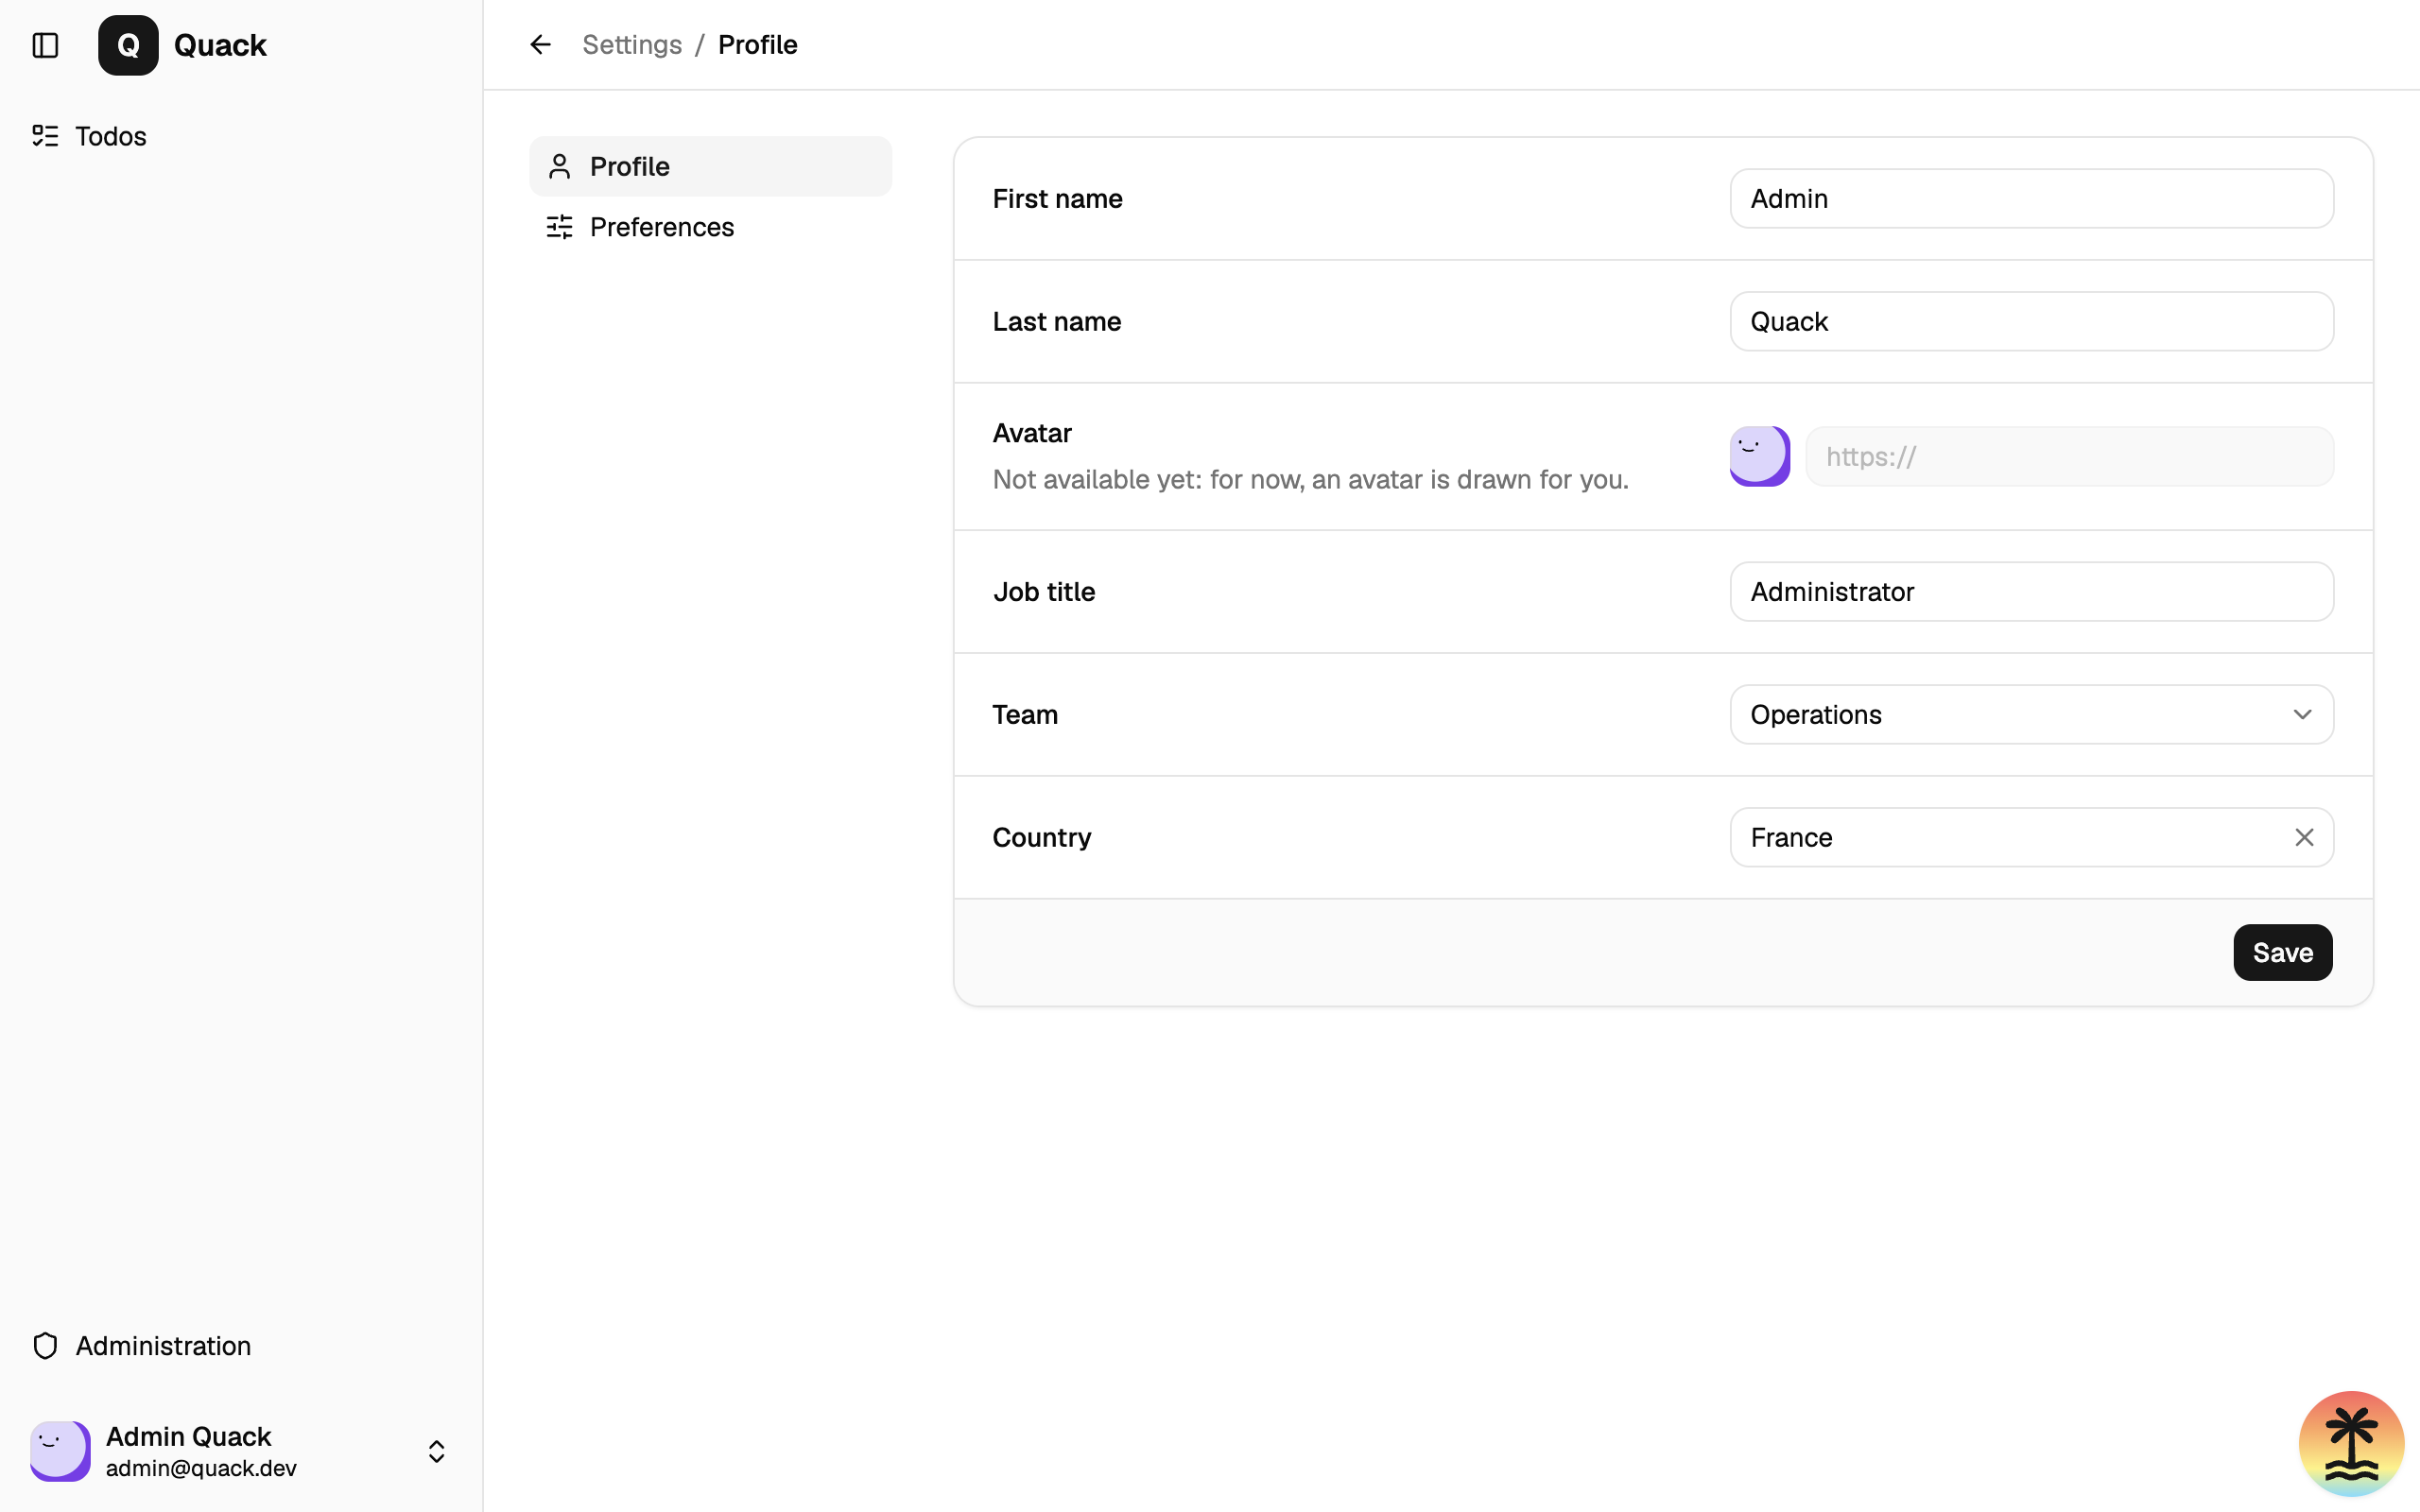 Q Quack
Todos
Administration
Admin Quack
admin@quack.dev
Settings / Profile
Profile
Preferences
First name
Admin
Last name
Quack
Avatar
Not available yet: for now, an avatar is drawn for you.
https://
Job title
Administrator
Team
Operations
Country
France
Save